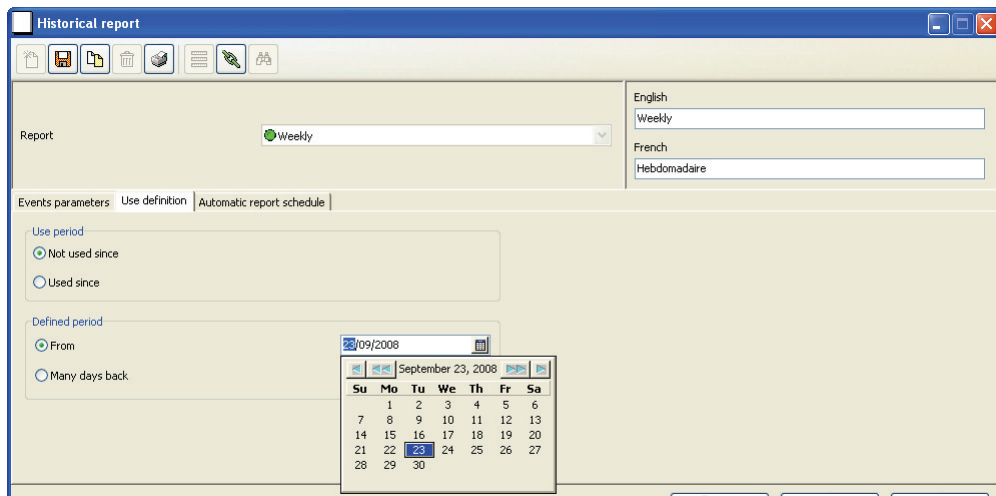 Historical report
English
Weekly
Report
Weekly
French
Hebdomadaire
Events parameters Use definition Automatic report schedule
Use period
Not used since
Used since
Defined period
From 23/09/2008
Many days back
September 23, 2008
Su Mo Tu We Th Fr Sa
1 2 3 4 5 6
7 8 9 10 11 12 13
14 15 16 17 18 19 20
21 22 23 24 25 26 27
28 29 30